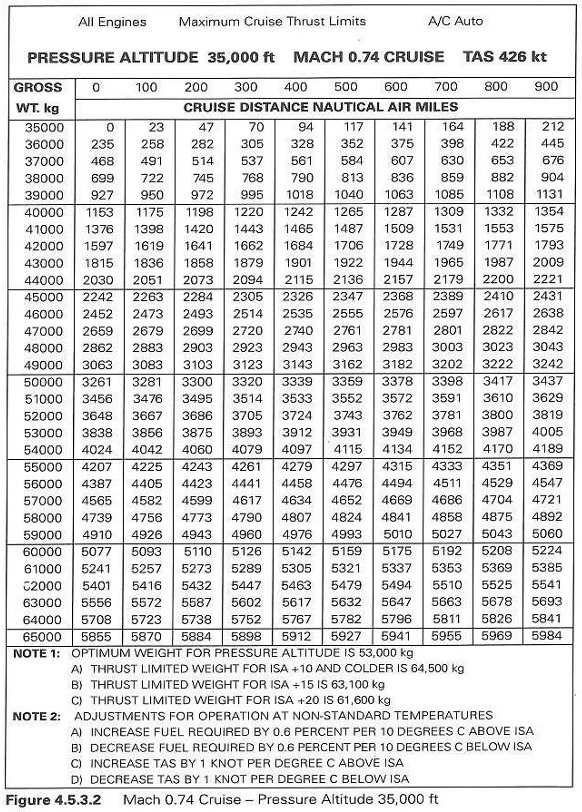 All Engines Maximum Cruise Thrust Limits A/C Auto
PRESSURE ALTITUDE 35,000 ft MACH 0.74 CRUISE TAS 426 kt
GROSS 0 100 200 300 400 500 600 700 800 900
WT. kg CRUISE DISTANCE NAUTICAL AIR MILES
35000 0 23 47 70 94 117 141 164 188 212
36000 235 258 282 305 328 352 375 398 422 445
37000 468 491 514 537 561 584 607 630 653 676
38000 699 722 745 768 790 813 836 859 882 904
39000 927 950 972 995 1018 1040 1063 1085 1108 1131
40000 1153 1175 1198 1220 1242 1265 1287 1309 1332 1354
41000 1376 1398 1420 1443 1465 1487 1509 1531 1553 1575
42000 1597 1619 1641 1662 1684 1706 1728 1749 1771 1793
43000 1815 1836 1858 1879 1901 1922 1944 1965 1987 2009
44000 2030 2051 2073 2094 2115 2136 2157 2179 2200 2221
45000 2242 2263 2284 2305 2326 2347 2368 2389 2410 2431
46000 2452 2473 2493 2514 2535 2555 2576 2597 2617 2638
47000 2659 2679 2699 2720 2740 2761 2781 2801 2822 2842
48000 2862 2883 2903 2923 2943 2963 2983 3003 3023 3043
49000 3063 3083 3103 3123 3143 3162 3182 3202 3222 3242
50000 3261 3281 3300 3320 3339 3359 3378 3398 3417 3437
51000 3456 3476 3495 3514 3533 3552 3572 3591 3610 3629
52000 3648 3667 3686 3705 3724 3743 3762 3781 3800 3819
53000 3838 3856 3875 3893 3912 3931 3949 3968 3987 4005
54000 4024 4042 4060 4079 4097 4115 4134 4152 4170 4189
55000 4207 4225 4243 4261 4279 4297 4315 4333 4351 4369
56000 4387 4405 4423 4441 4458 4476 4494 4511 4529 4547
57000 4565 4582 4599 4617 4634 4652 4669 4686 4704 4721
58000 4739 4756 4773 4790 4807 4824 4841 4858 4875 4892
59000 4910 4926 4943 4960 4976 4993 5010 5027 5043 5060
60000 5077 5093 5110 5126 5142 5159 5175 5192 5208 5224
61000 5241 5257 5273 5289 5305 5321 5337 5353 5369 5385
62000 5401 5416 5432 5447 5463 5479 5494 5510 5525 5541
63000 5556 5572 5587 5602 5617 5632 5647 5663 5678 5693
64000 5708 5723 5738 5752 5767 5782 5796 5811 5826 5841
65000 5855 5870 5884 5898 5912 5927 5941 5955 5969 5984
NOTE 1: OPTIMUM WEIGHT FOR PRESSURE ALTITUDE IS 53,000 kg
A) THRUST LIMITED WEIGHT FOR ISA +10 AND COLDER IS 64,500 kg
B) THRUST LIMITED WEIGHT FOR ISA +15 IS 63,100 kg
C) THRUST LIMITED WEIGHT FOR ISA +20 IS 61,600 kg
NOTE 2: ADJUSTMENTS FOR OPERATION AT NON-STANDARD TEMPERATURES
A) INCREASE FUEL REQUIRED BY 0.6 PERCENT PER 10 DEGREES C ABOVE ISA
B) DECREASE FUEL REQUIRED BY 0.6 PERCENT PER 10 DEGREES C BELOW ISA
C) INCREASE TAS BY 1 KNOT PER DEGREE C ABOVE ISA
D) DECREASE TAS BY 1 KNOT PER DEGREE C BELOW ISA
Figure 4.5.3.2 Mach 0.74 Cruise – Pressure Altitude 35,000 ft